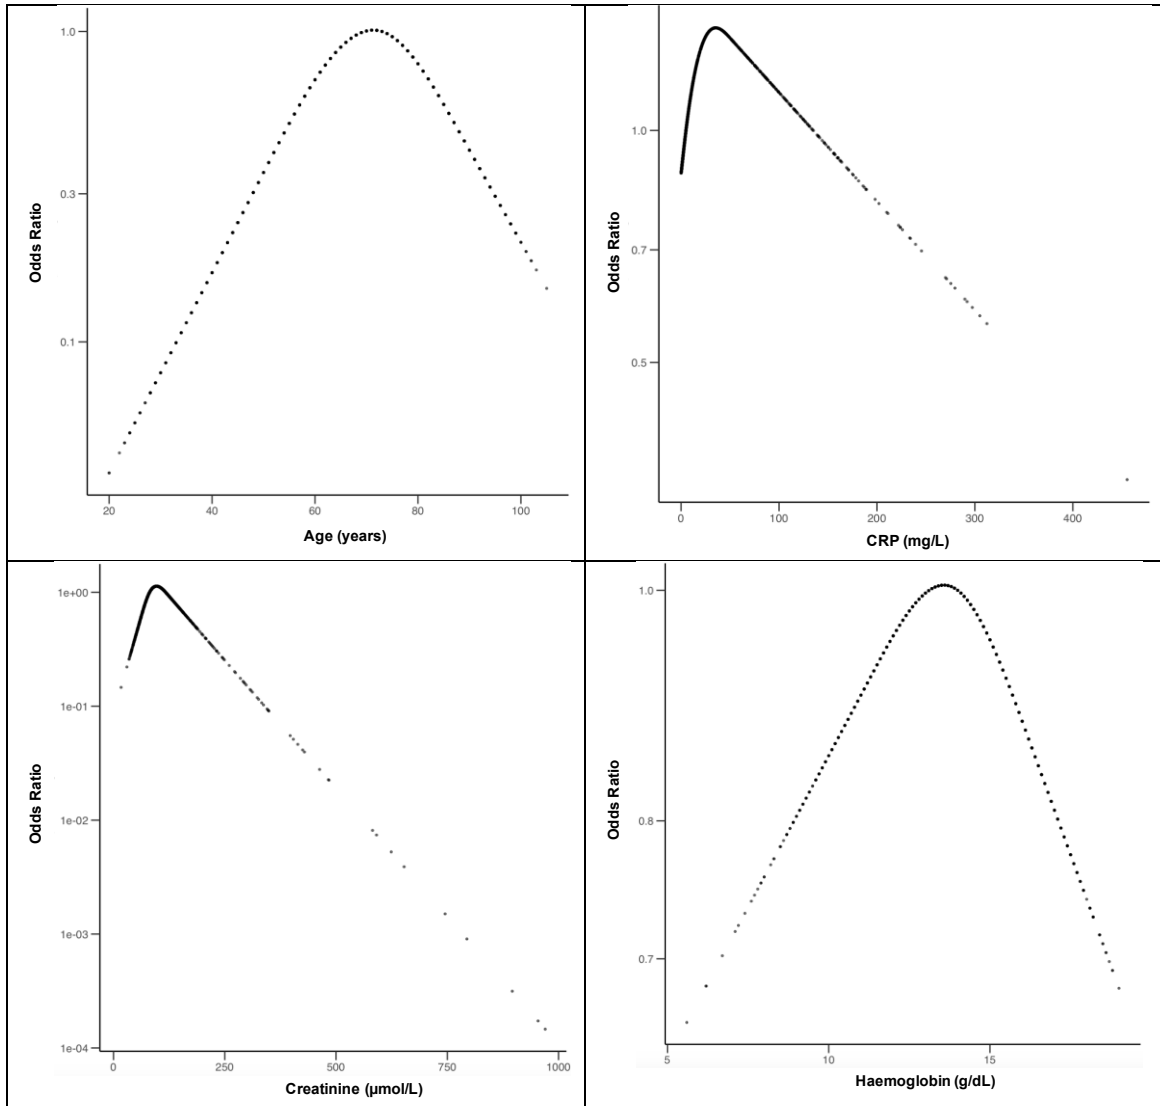 1.0
0.3
0.1
Odds Ratio
20 40 60 80 100
Age (years)
1.0
0.7
0.5
Odds Ratio
0 100 200 300 400
CRP (mg/L)
1e+00
1e-01
1e-02
1e-03
1e-04
Odds Ratio
0 250 500 750 1000
Creatinine (µmol/L)
1.0
0.8
0.7
Odds Ratio
5 10 15
Haemoglobin (g/dL)